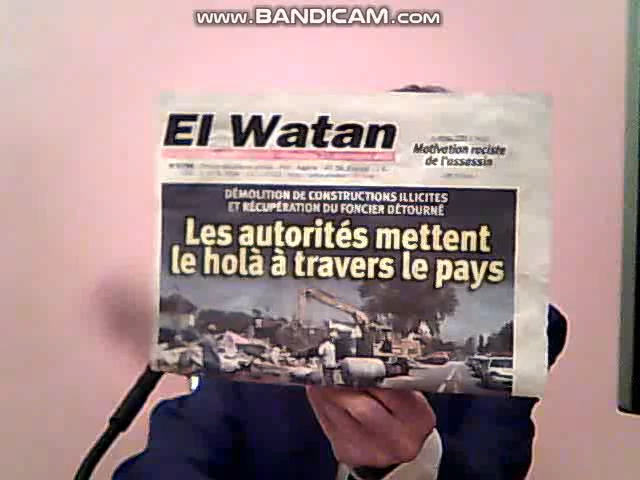 WWW.BANDICAM.COM
El Watan
Motivation raciste
de l'assassin
DÉMOLITION DE CONSTRUCTIONS ILLICITES
ET RÉCUPÉRATION DU FONCIER DÉTOURNÉ
Les autorités mettent
le holà à travers le pays